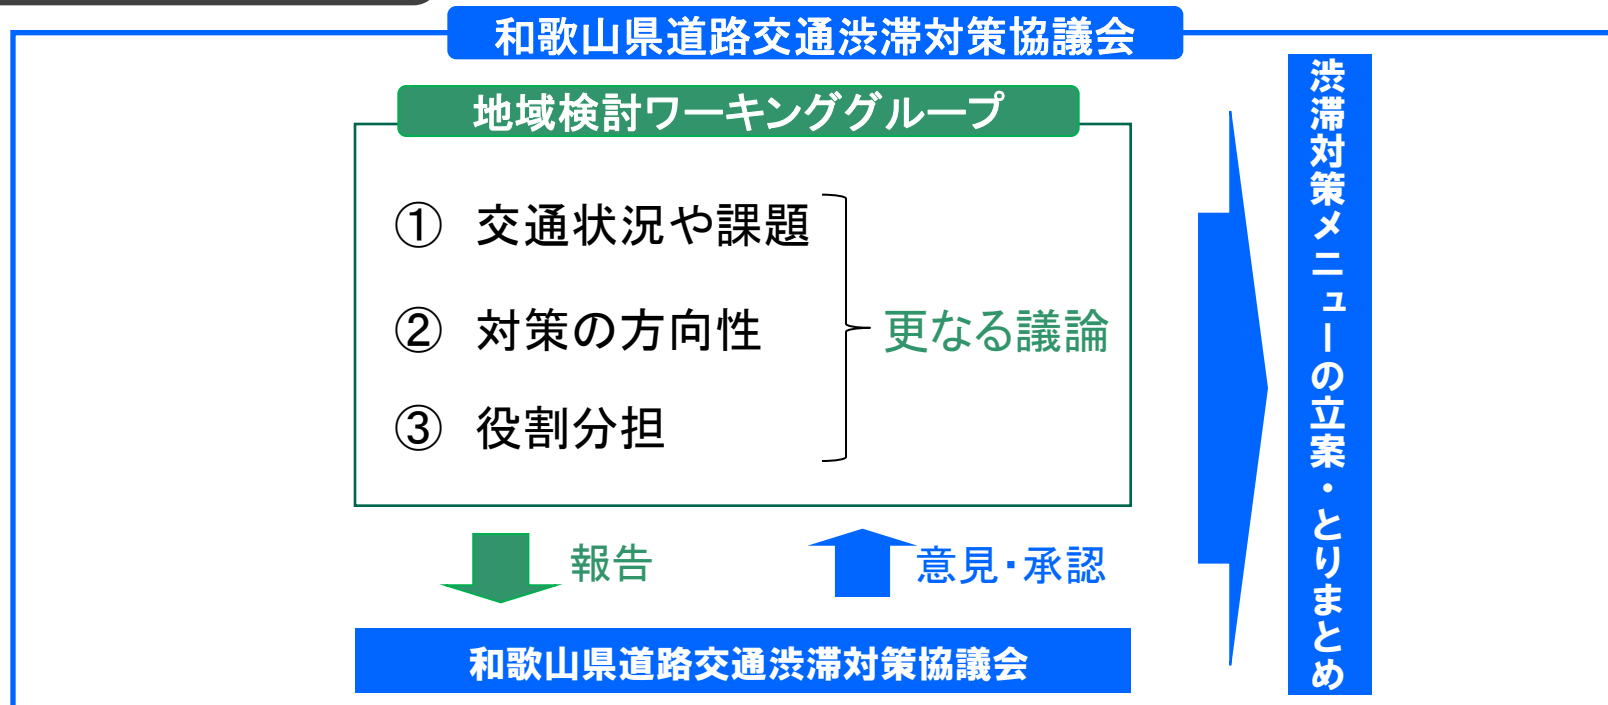 和歌山県道路交通渋滞対策協議会
地域検討ワーキンググループ
① 交通状況や課題
② 対策の方向性
③ 役割分担
更なる議論
報告
意見・承認
和歌山県道路交通渋滞対策協議会
渋滞対策メニューの立案・とりまとめ